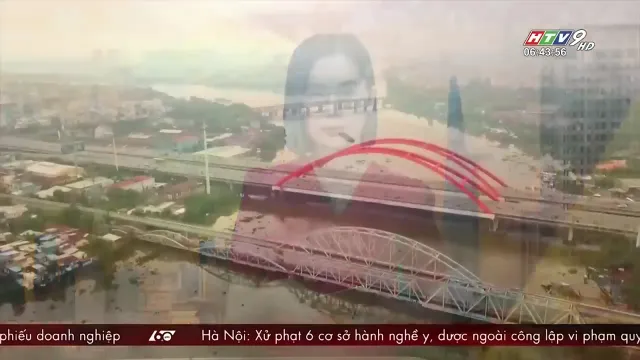 HTV9 HD
06:43:56
phiếu doanh nghiệp 60 Hà Nội: Xử phạt 6 cơ sở hành nghề y, dược ngoài công lập vi phạm quy